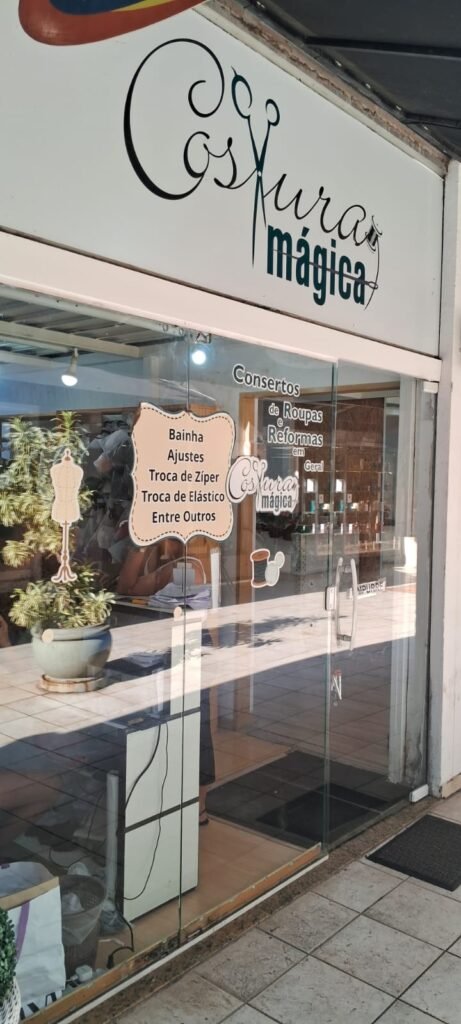 Costura
mágica
Consertos
de Roupas
e
Reformas
em
Geral
Costura
mágica
Bainha
Ajustes
Troca de Zíper
Troca de Elástico
Entre Outros